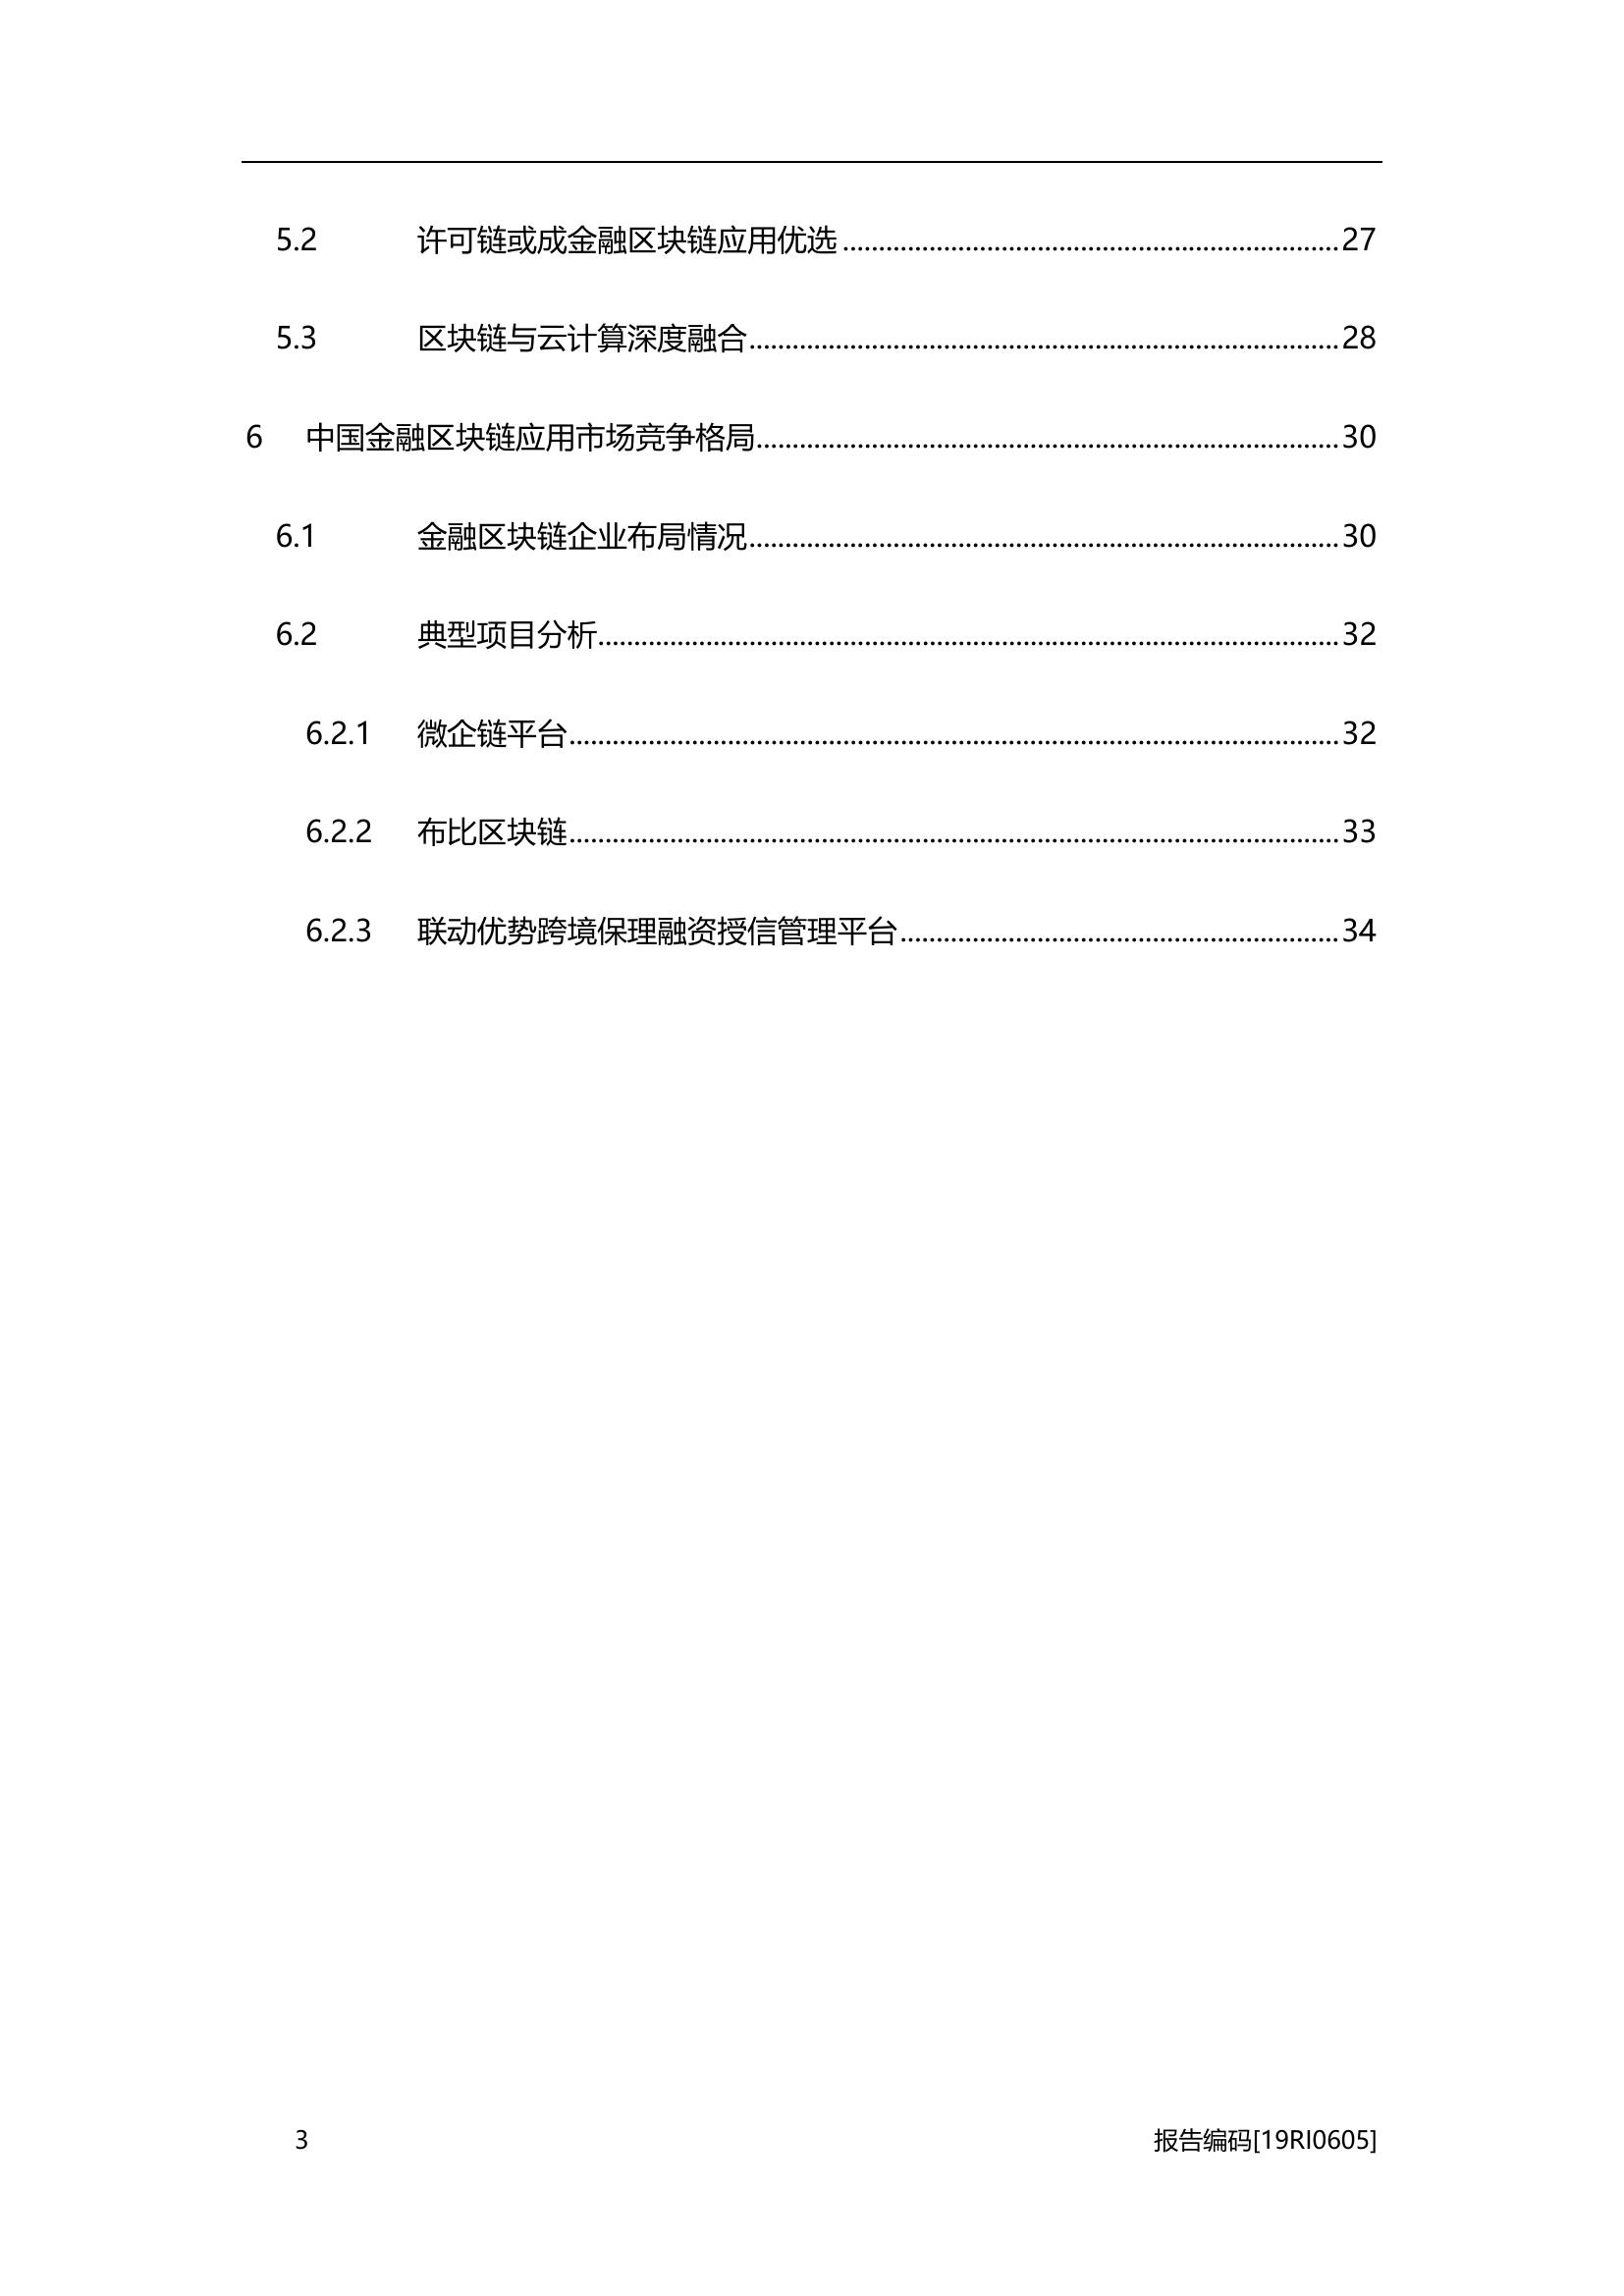 5.2 许可链或成金融区块链应用优选 ........ 27
5.3 区块链与云计算深度融合 ........ 28
6 中国金融区块链应用市场竞争格局 ........ 30
6.1 金融区块链企业布局情况 ........ 30
6.2 典型项目分析 ........ 32
6.2.1 微企链平台 ........ 32
6.2.2 布比区块链 ........ 33
6.2.3 联动优势跨境保理融资授信管理平台 ........ 34
3 报告编码[19RI0605]